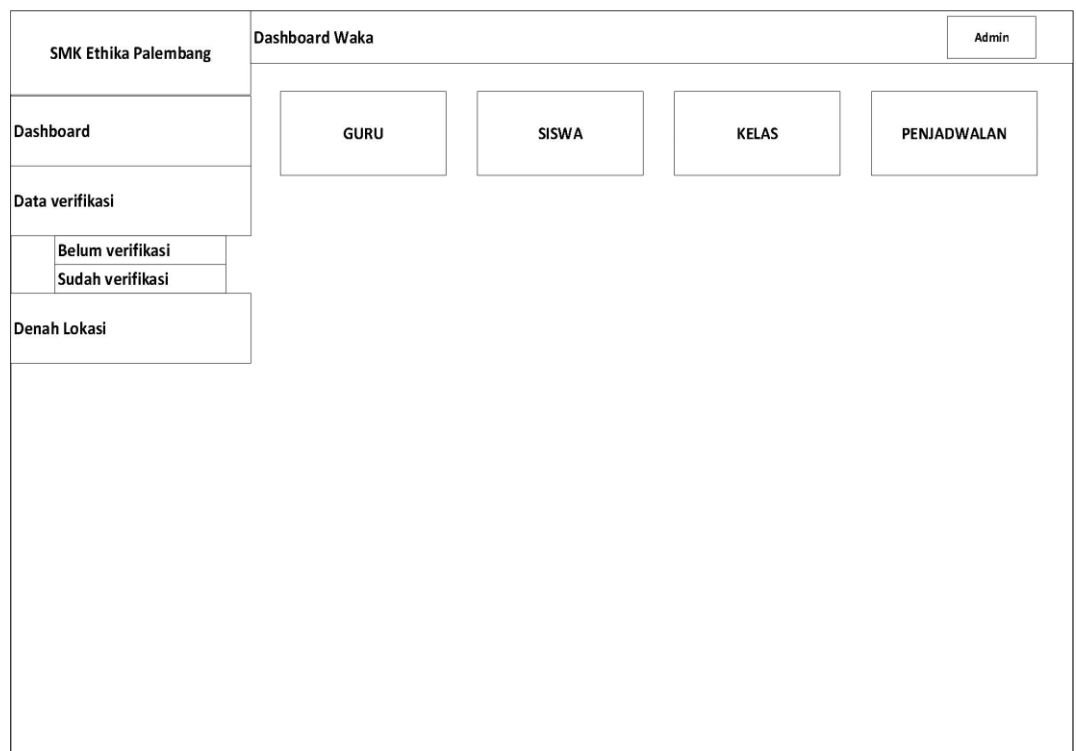 SMK Ethika Palembang
Dashboard Waka
Admin
Dashboard
Data verifikasi
Belum verifikasi
Sudah verifikasi
Denah Lokasi
GURU
SISWA
KELAS
PENJADWALAN